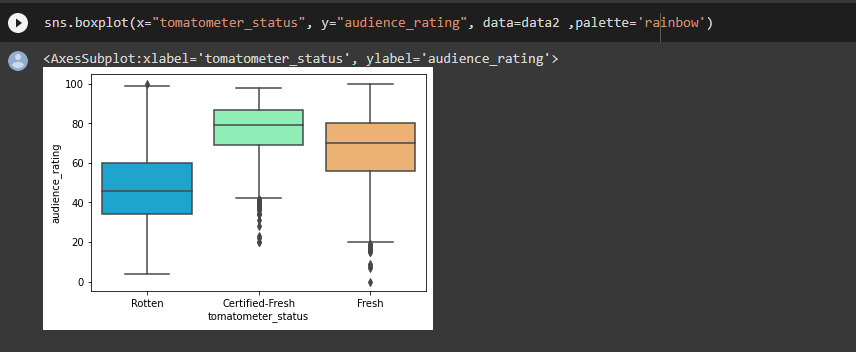 sns.boxplot(x="tomatometer_status", y="audience_rating", data=data2 ,palette='rainbow')
<AxesSubplot:xlabel='tomatometer_status', ylabel='audience_rating'>
100
80
60
40
20
0
audience_rating
Rotten Certified-Fresh Fresh
tomatometer_status